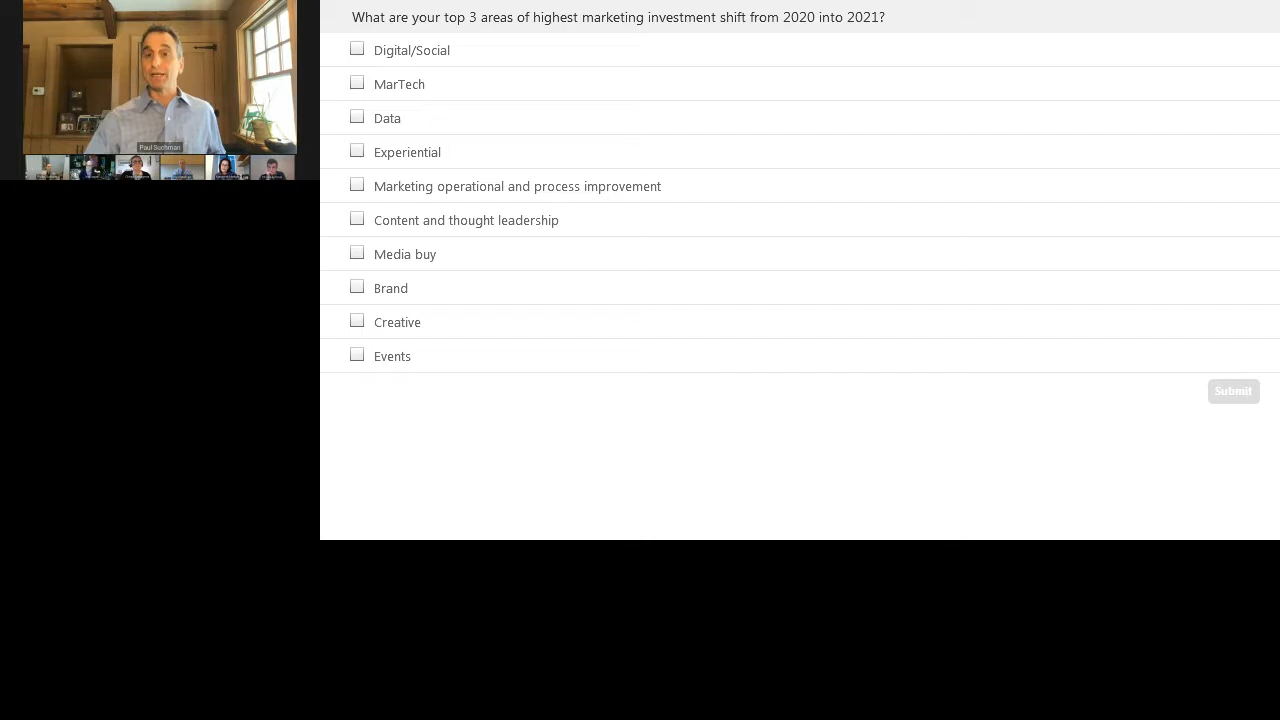 What are your top 3 areas of highest marketing investment shift from 2020 into 2021?
Digital/Social
MarTech
Data
Experiential
Marketing operational and process improvement
Content and thought leadership
Media buy
Brand
Creative
Events
Submit
Paul Suchman